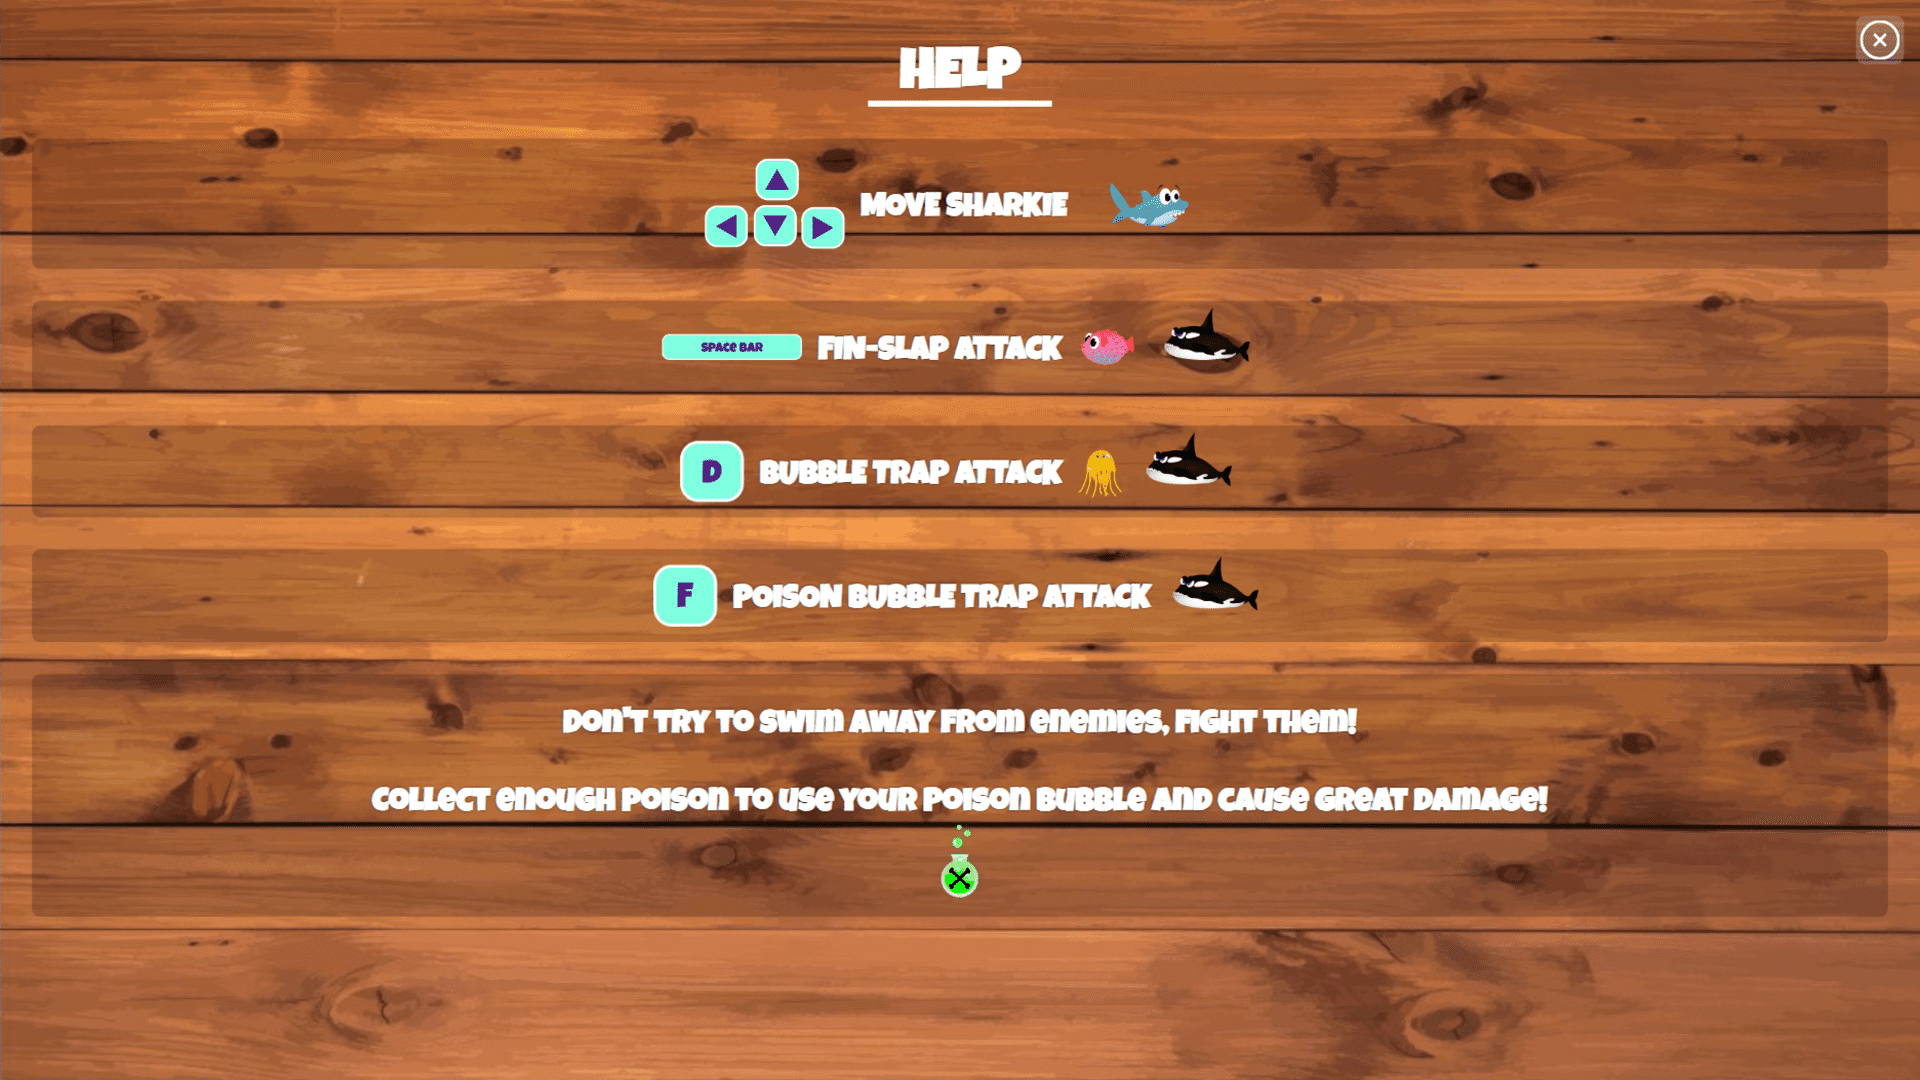 HELP
MOVE SHARKIE
SPACE BAR FIN-SLAP ATTACK
D BUBBLE TRAP ATTACK
F POISON BUBBLE TRAP ATTACK
DON'T TRY TO SWIM AWAY FROM ENEMIES, FIGHT THEM!
COLLECT ENOUGH POISON TO USE YOUR POISON BUBBLE AND CAUSE GREAT DAMAGE!